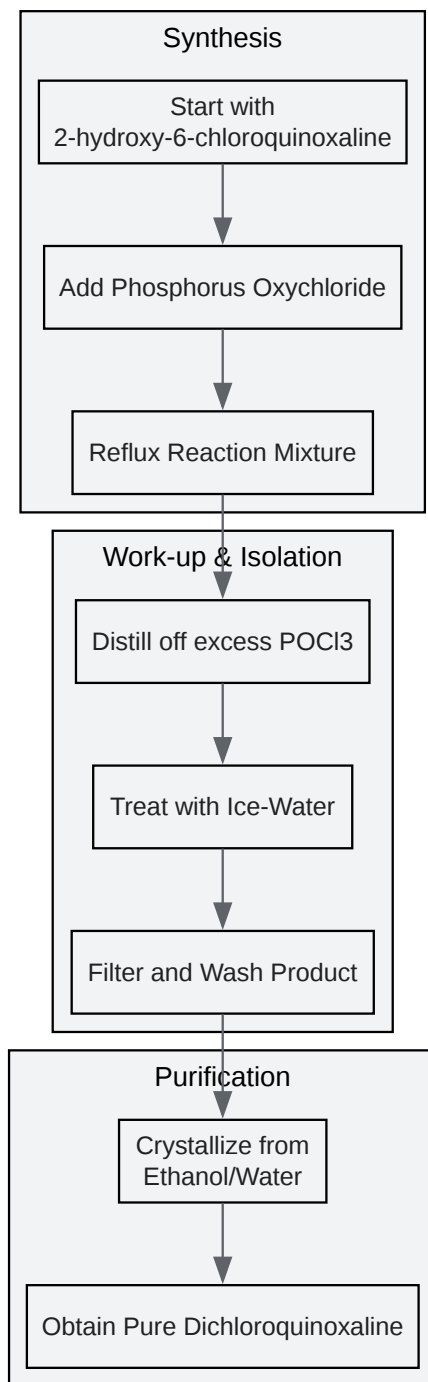 Synthesis
Start with
2-hydroxy-6-chloroquinoxaline
Add Phosphorus Oxychloride
Reflux Reaction Mixture
Work-up & Isolation
Distill off excess POCl3
Treat with Ice-Water
Filter and Wash Product
Purification
Crystallize from
Ethanol/Water
Obtain Pure Dichloroquinoxaline